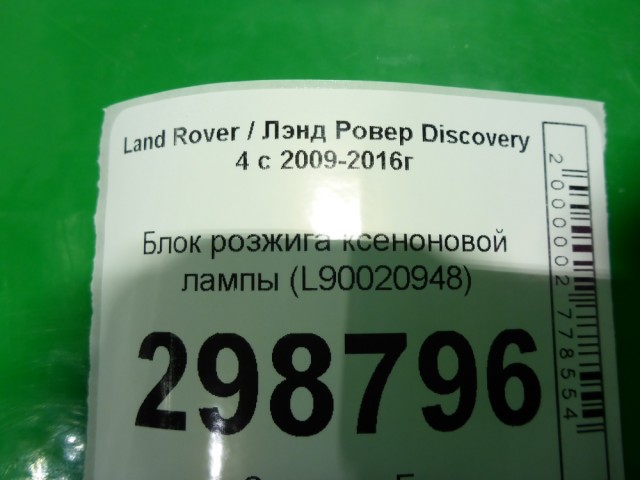 Land Rover / Лэнд Ровер Discovery
4 с 2009-2016г
Блок розжига ксеноновой
лампы (L90020948)
298796
2000002778554